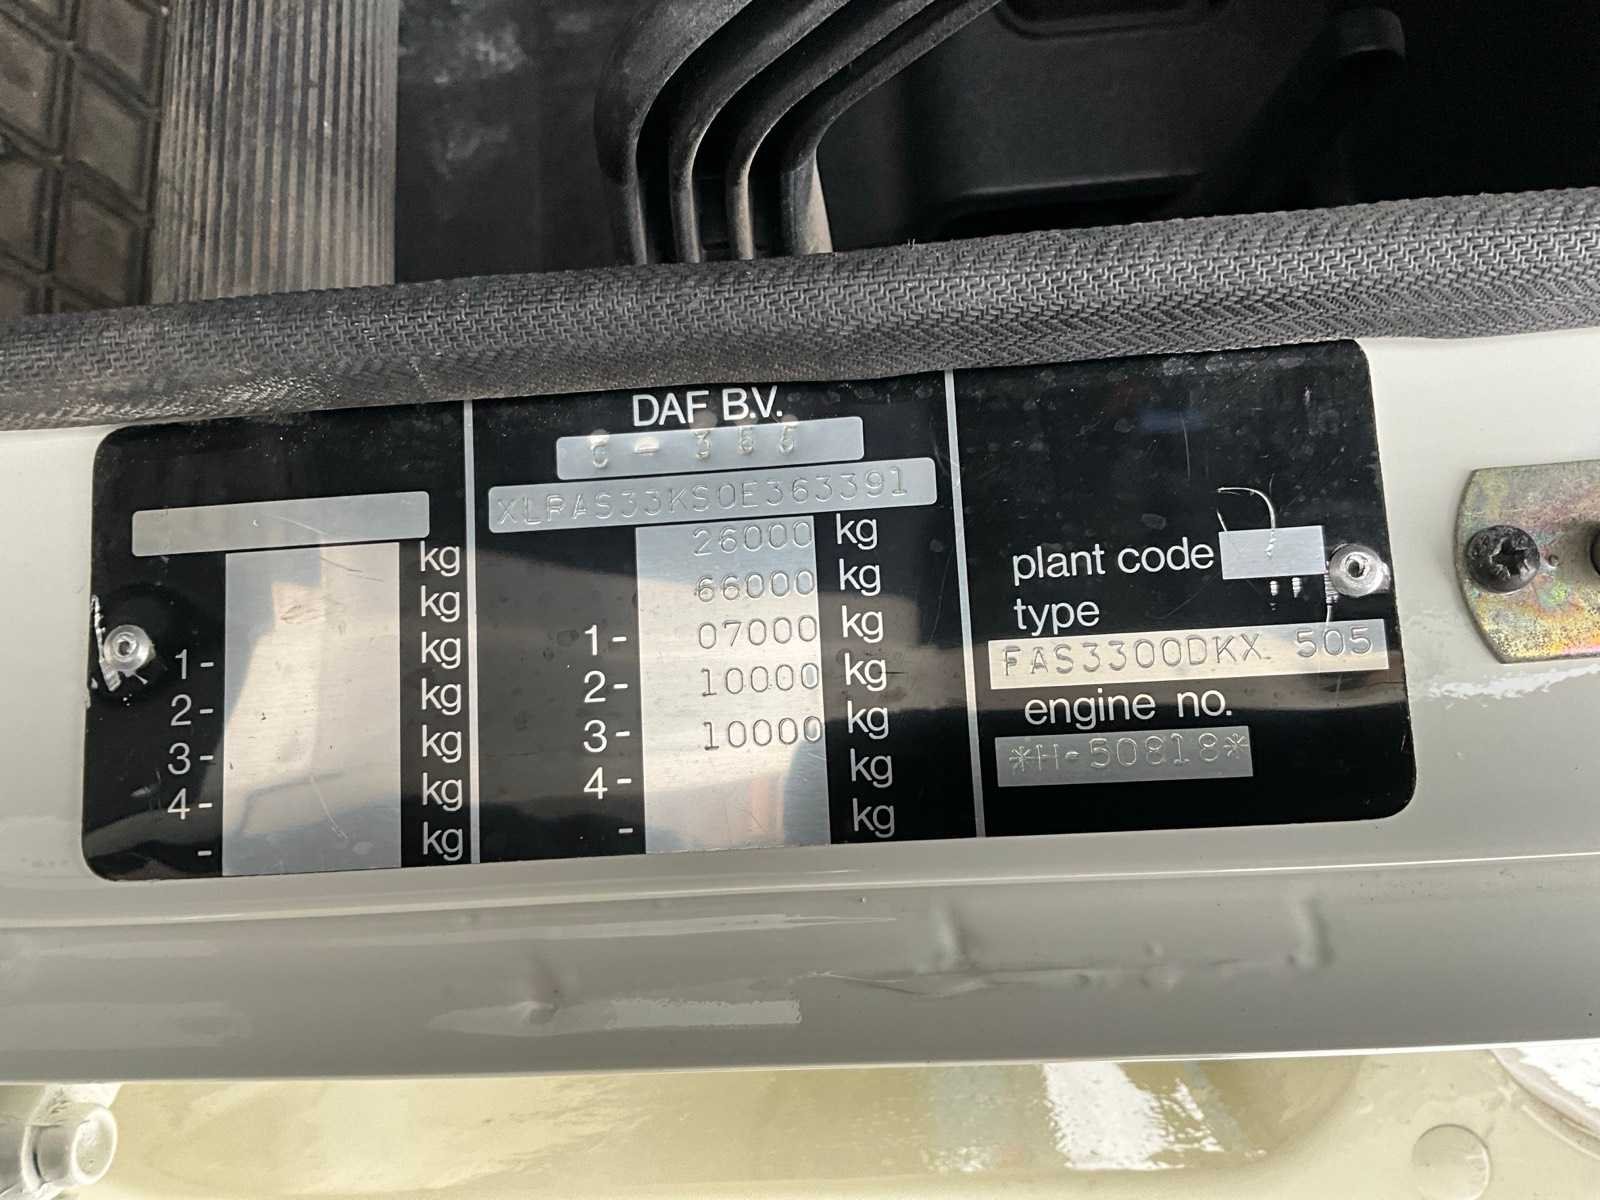 DAF B.V.
XLRAS33KS0E363391
kg
kg
1- kg
2- kg
3- kg
4- kg
- kg
26000 kg
66000 kg
1- 07000 kg
2- 10000 kg
3- 10000 kg
4- kg
- kg
plant code
type
FAS3300DKX 505
engine no.
*H-50818*